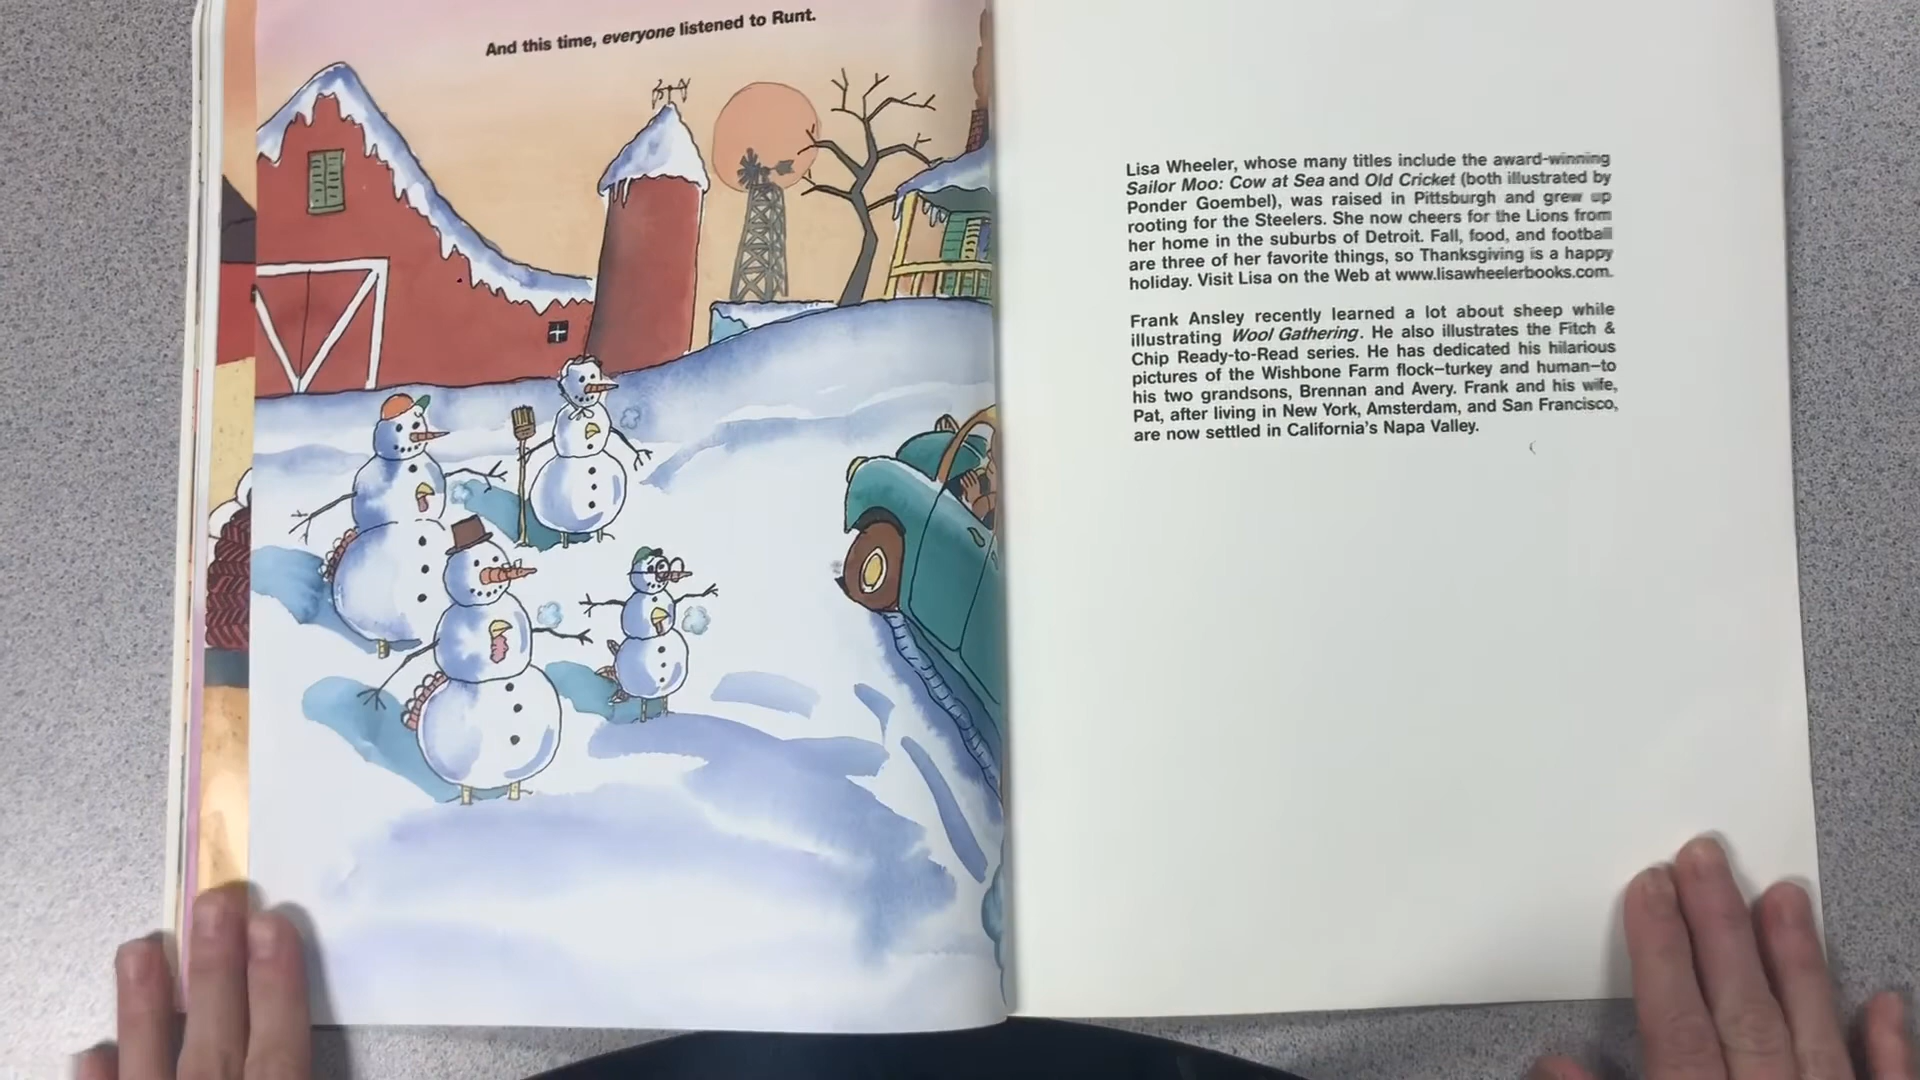 And this time, everyone listened to Runt.
Lisa Wheeler, whose many titles include the award-winning
Sailor Moo: Cow at Sea and Old Cricket (both illustrated by
Ponder Goembel), was raised in Pittsburgh and grew up
rooting for the Steelers. She now cheers for the Lions from
her home in the suburbs of Detroit. Fall, food, and football
are three of her favorite things, so Thanksgiving is a happy
holiday. Visit Lisa on the Web at www.lisawheelerbooks.com.
Frank Ansley recently learned a lot about sheep while
illustrating Wool Gathering. He also illustrates the Fitch &
Chip Ready-to-Read series. He has dedicated his hilarious
pictures of the Wishbone Farm flock–turkey and human–to
his two grandsons, Brennan and Avery. Frank and his wife,
Pat, after living in New York, Amsterdam, and San Francisco,
are now settled in California's Napa Valley.